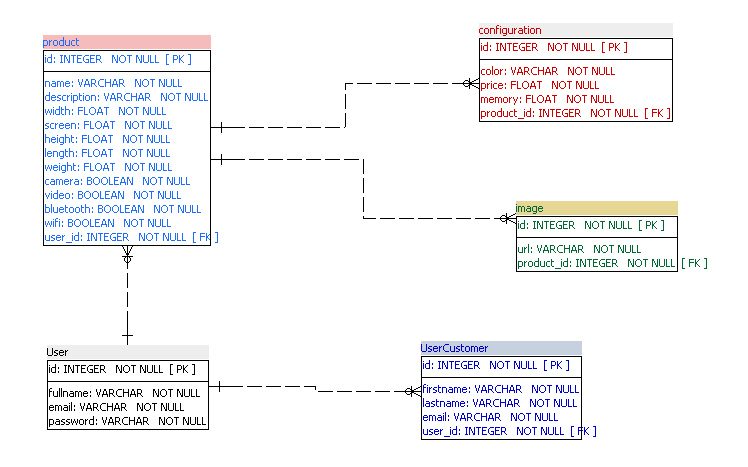 product
id: INTEGER NOT NULL [ PK ]
name: VARCHAR NOT NULL
description: VARCHAR NOT NULL
width: FLOAT NOT NULL
screen: FLOAT NOT NULL
height: FLOAT NOT NULL
length: FLOAT NOT NULL
weight: FLOAT NOT NULL
camera: BOOLEAN NOT NULL
video: BOOLEAN NOT NULL
bluetooth: BOOLEAN NOT NULL
wifi: BOOLEAN NOT NULL
user_id: INTEGER NOT NULL [ FK ]
configuration
id: INTEGER NOT NULL [ PK ]
color: VARCHAR NOT NULL
price: FLOAT NOT NULL
memory: FLOAT NOT NULL
product_id: INTEGER NOT NULL [ FK ]
image
id: INTEGER NOT NULL [ PK ]
url: VARCHAR NOT NULL
product_id: INTEGER NOT NULL [ FK ]
User
id: INTEGER NOT NULL [ PK ]
fullname: VARCHAR NOT NULL
email: VARCHAR NOT NULL
password: VARCHAR NOT NULL
UserCustomer
id: INTEGER NOT NULL [ PK ]
firstname: VARCHAR NOT NULL
lastname: VARCHAR NOT NULL
email: VARCHAR NOT NULL
user_id: INTEGER NOT NULL [ FK ]